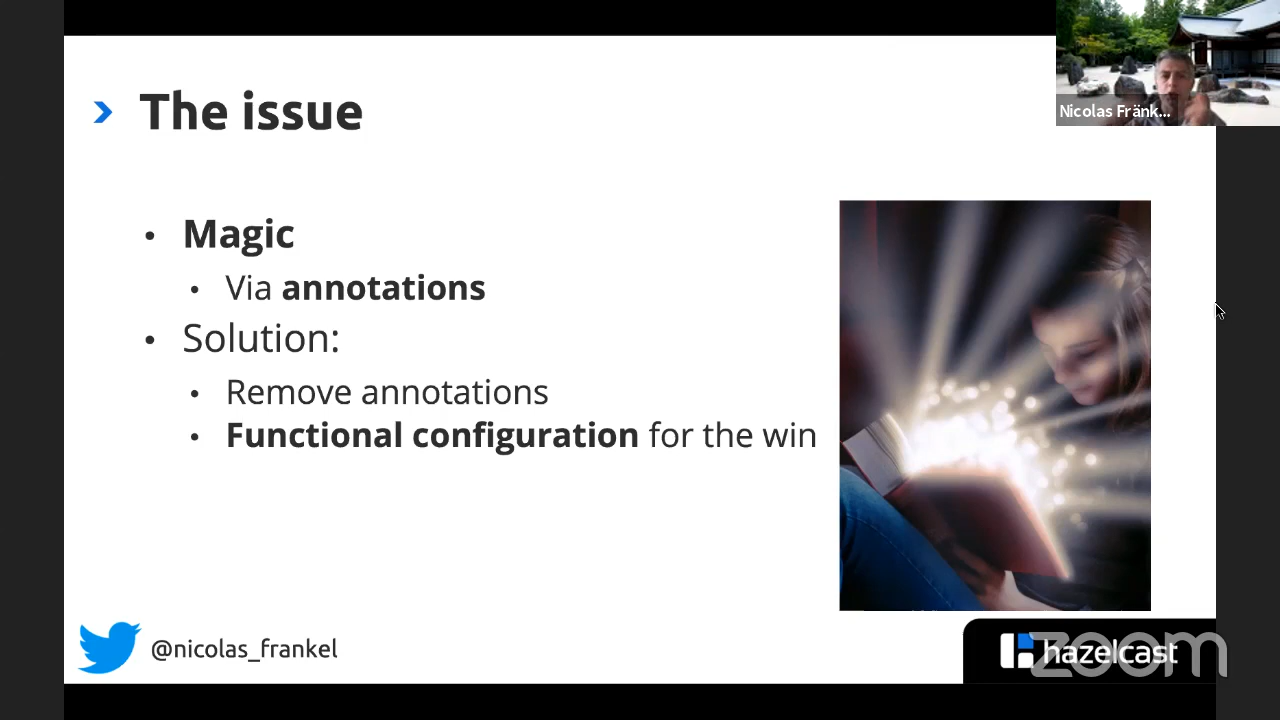 The issue
Nicolas Fränk...
Magic
Via annotations
Solution:
Remove annotations
Functional configuration for the win
@nicolas_frankel
hazelcast
zoom